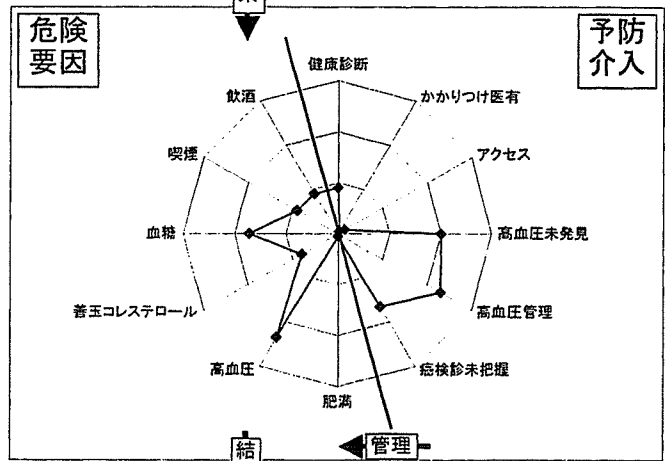 危険
要因
予防
介入
健康診断
飲酒
かかりつけ医有
喫煙
アクセス
血糖
高血圧未発見
善玉コレステロール
高血圧管理
高血圧
癌検診未把握
肥満
結
管理